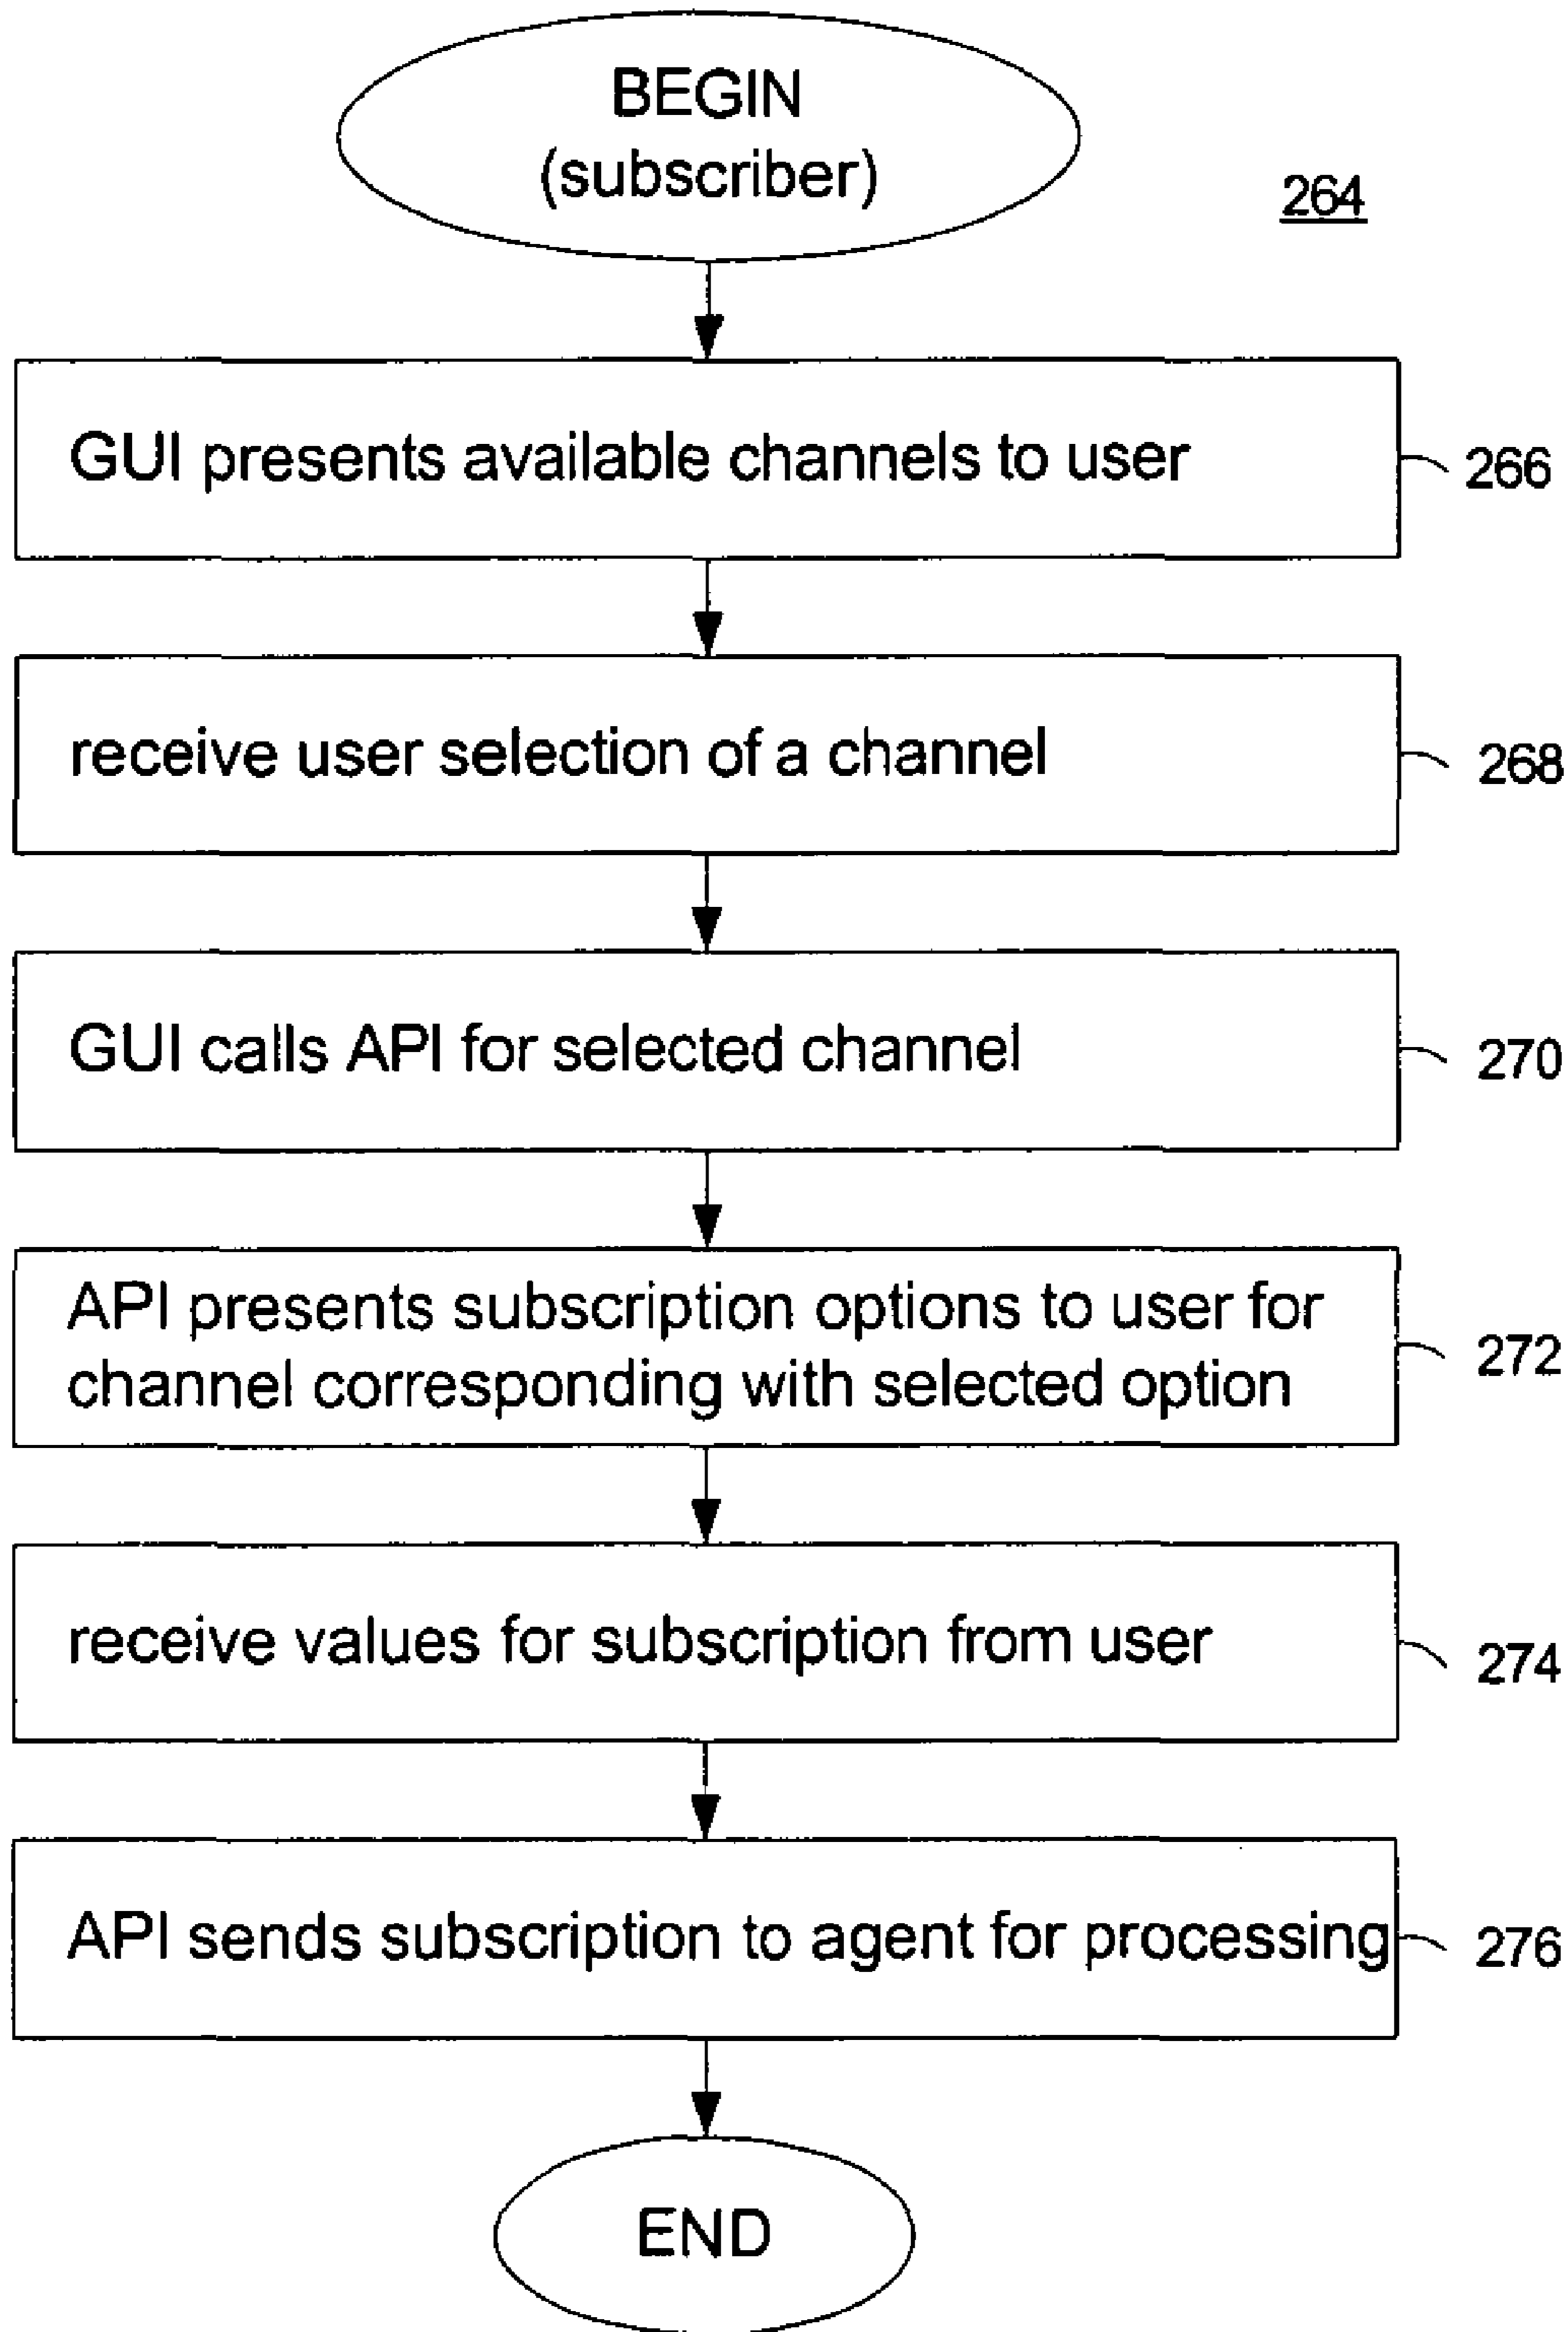 BEGIN
(subscriber)
264
GUI presents available channels to user
266
receive user selection of a channel
268
GUI calls API for selected channel
270
API presents subscription options to user for
channel corresponding with selected option
272
receive values for subscription from user
274
API sends subscription to agent for processing
276
END